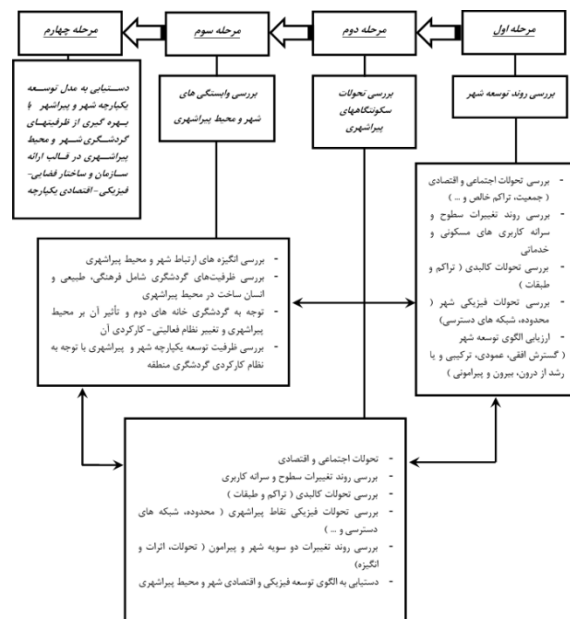 مرحله اول
مرحله دوم
مرحله سوم
مرحله چهارم
بررسی روند توسعه شهر
بررسی تحولات
سکونتگاههای
پیراشهری
بررسی وابستگی های
شهر و محیط پیراشهری
دستیابی به مدل توسعه
یکپارچه شهر و پیراشهر با
بهره گیری از ظرفیتهای
گردشگری شهر و محیط
پیراشهری در قالب ارائه
سازمان و ساختار فضایی-
فیزیکی-اقتصادی یکپارچه
- بررسی تحولات اجتماعی و اقتصادی
( جمعیت، تراکم خالص و ... )
- بررسی روند تغییرات سطوح و
سرانه کاربری های مسکونی و
خدماتی
- بررسی تحولات کالبدی ( تراکم و
طبقات )
- بررسی تحولات فیزیکی شهر (
محدوده، شبکه های دسترسی)
- ارزیابی الگوی توسعه شهر
( گسترش افقی، عمودی، ترکیبی و یا
رشد از درون، بیرون و پیرامونی )
- بررسی انگیزه های ارتباط شهر و محیط پیراشهری
- بررسی ظرفیت‌های گردشگری شامل فرهنگی، طبیعی و
انسان ساخت در محیط پیراشهری
- توجه به گردشگری خانه های دوم و تأثیر آن بر محیط
پیراشهری و تغییر نظام فعالیتی- کارکردی آن
- بررسی ظرفیت توسعه یکپارچه شهر و پیراشهری با توجه به
نظام کارکردی گردشگری منطقه
- تحولات اجتماعی و اقتصادی
- بررسی روند تغییرات سطوح و سرانه کاربری
- بررسی تحولات کالبدی ( تراکم و طبقات )
- بررسی تحولات فیزیکی نقاط پیراشهری ( محدوده، شبکه های
دسترسی و ... )
- بررسی روند تغییرات دو سویه شهر و پیرامون ( تحولات، اثرات و
انگیزه)
- دستیابی به الگوی توسعه فیزیکی و اقتصادی شهر و محیط پیراشهری